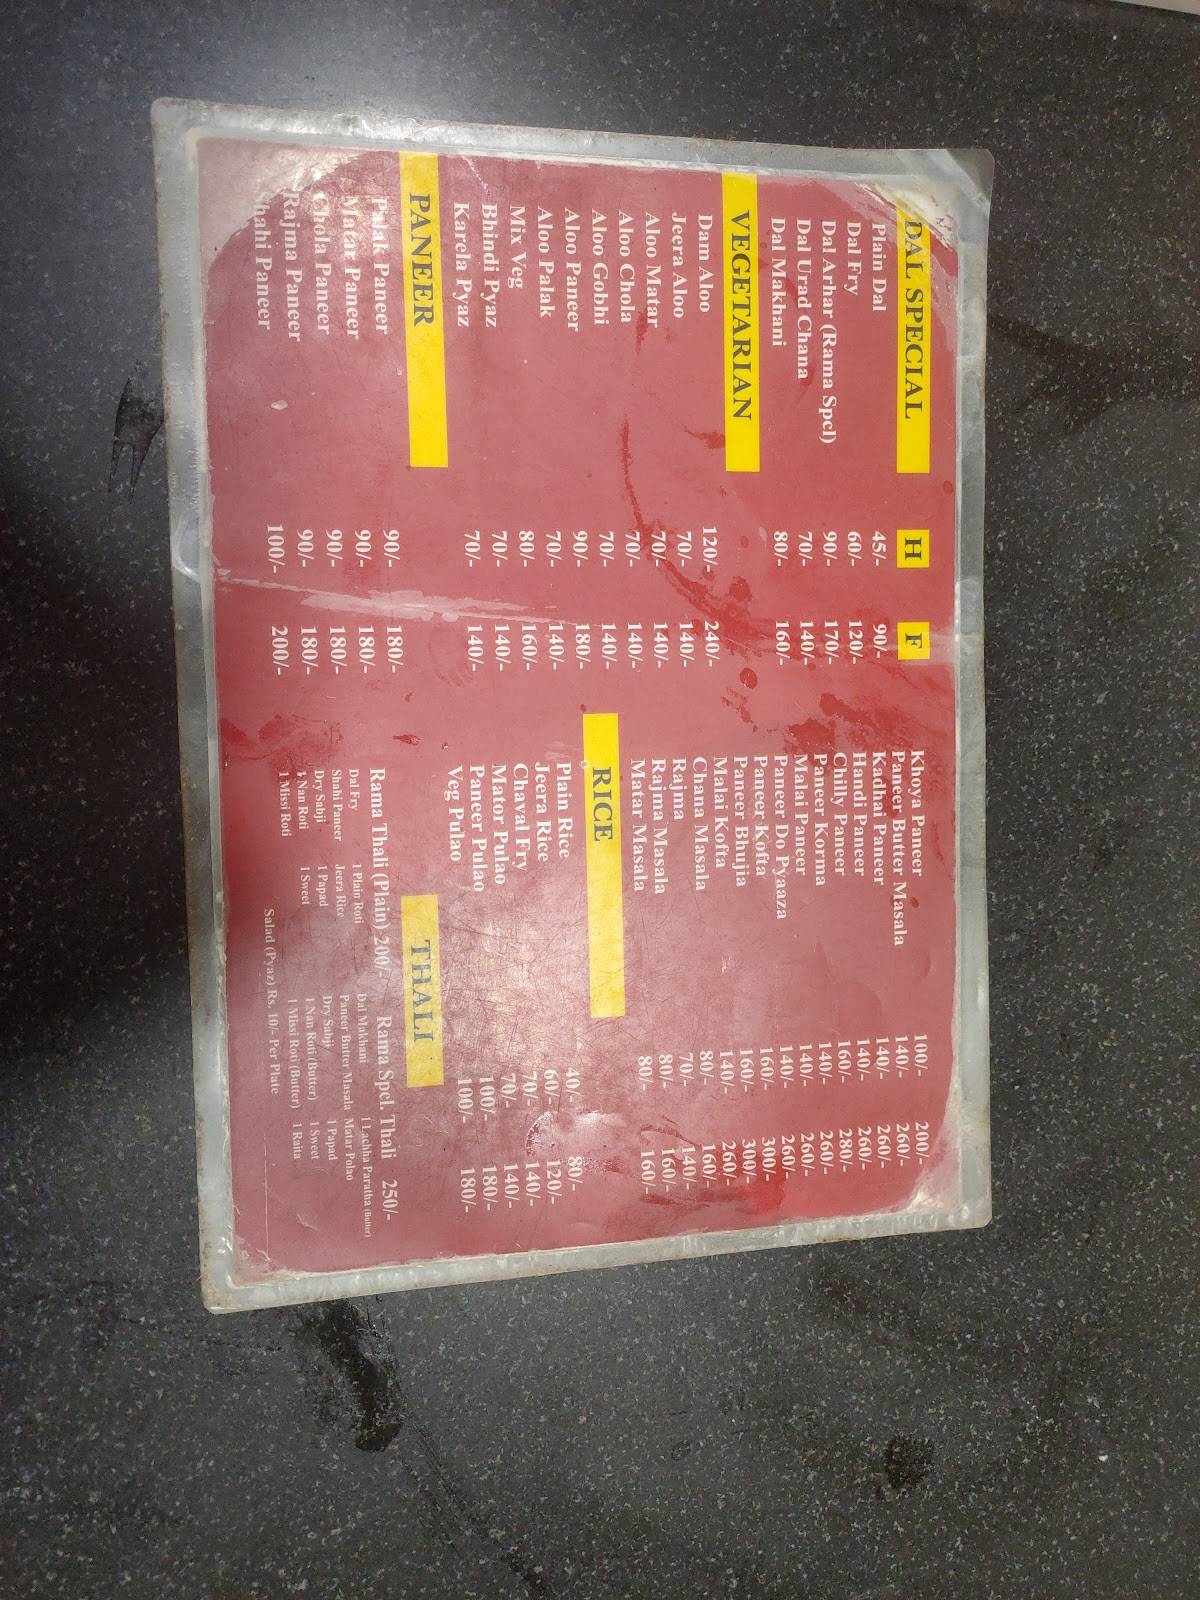 DAL SPECIAL H F
Plain Dal 45/- 90/-
Dal Fry 60/- 120/-
Dal Arhar (Rama Spcl) 90/- 170/-
Dal Urad Chana 70/- 140/-
Dal Makhani 80/- 160/-
VEGETARIAN
Dam Aloo 120/- 240/-
Jeera Aloo 70/- 140/-
Aloo Matar 70/- 140/-
Aloo Chola 70/- 140/-
Aloo Gobhi 70/- 140/-
Aloo Paneer 90/- 180/-
Aloo Palak 70/- 140/-
Mix Veg 80/- 160/-
Bhindi Pyaz 70/- 140/-
Karela Pyaz 70/- 140/-
PANEER
Palak Paneer 90/- 180/-
Matar Paneer 90/- 180/-
Chola Paneer 90/- 180/-
Rajma Paneer 90/- 180/-
Shahi Paneer 100/- 200/-
Khoya Paneer 100/- 200/-
Paneer Butter Masala 140/- 260/-
Kadhai Paneer 140/- 260/-
Handi Paneer 140/- 260/-
Chilly Paneer 160/- 280/-
Paneer Korma 140/- 260/-
Malai Paneer 140/- 260/-
Paneer Do Pyaaza 140/- 260/-
Paneer Kofta 160/- 300/-
Paneer Bhujia 160/- 300/-
Malai Kofta 140/- 260/-
Chana Masala 80/- 160/-
Rajma 70/- 140/-
Rajma Masala 80/- 160/-
Matar Masala 80/- 160/-
RICE
Plain Rice 40/- 80/-
Jeera Rice 60/- 120/-
Chaval Fry 70/- 140/-
Mator Pulao 70/- 140/-
Paneer Pulao 100/- 180/-
Veg Pulao 100/- 180/-
THALI
Rama Thali (Plain) 200/- Rama Spcl. Thali 250/-
Dal Fry 1 Plain Roti Dal Makhani 1 Lachha Paratha (Butter)
Shahi Paneer Jeera Rice Paneer Butter Masala Matar Polao
Dry Sabji 1 Papad Dry Sabji 1 Papad
1 Nan Roti 1 Sweet 1 Nan Roti (Butter) 1 Sweet
1 Missi Roti 1 Missi Roti (Butter) 1 Raita
Salad (Pyaz) Rs. 10/- Per Plate